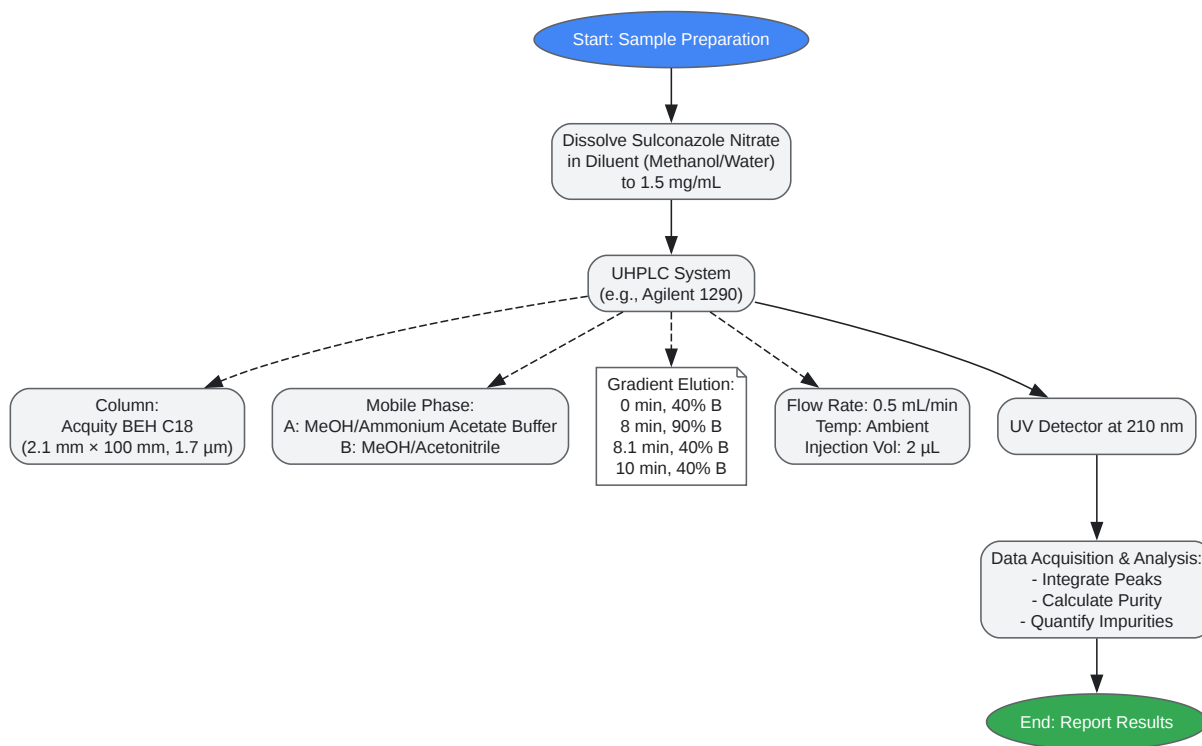 Start: Sample Preparation
Dissolve Sulconazole Nitrate
in Diluent (Methanol/Water)
to 1.5 mg/mL
UHPLC System
(e.g., Agilent 1290)
Column:
Acquity BEH C18
(2.1 mm × 100 mm, 1.7 µm)
Mobile Phase:
A: MeOH/Ammonium Acetate Buffer
B: MeOH/Acetonitrile
Gradient Elution:
0 min, 40% B
8 min, 90% B
8.1 min, 40% B
10 min, 40% B
Flow Rate: 0.5 mL/min
Temp: Ambient
Injection Vol: 2 µL
UV Detector at 210 nm
Data Acquisition & Analysis:
- Integrate Peaks
- Calculate Purity
- Quantify Impurities
End: Report Results